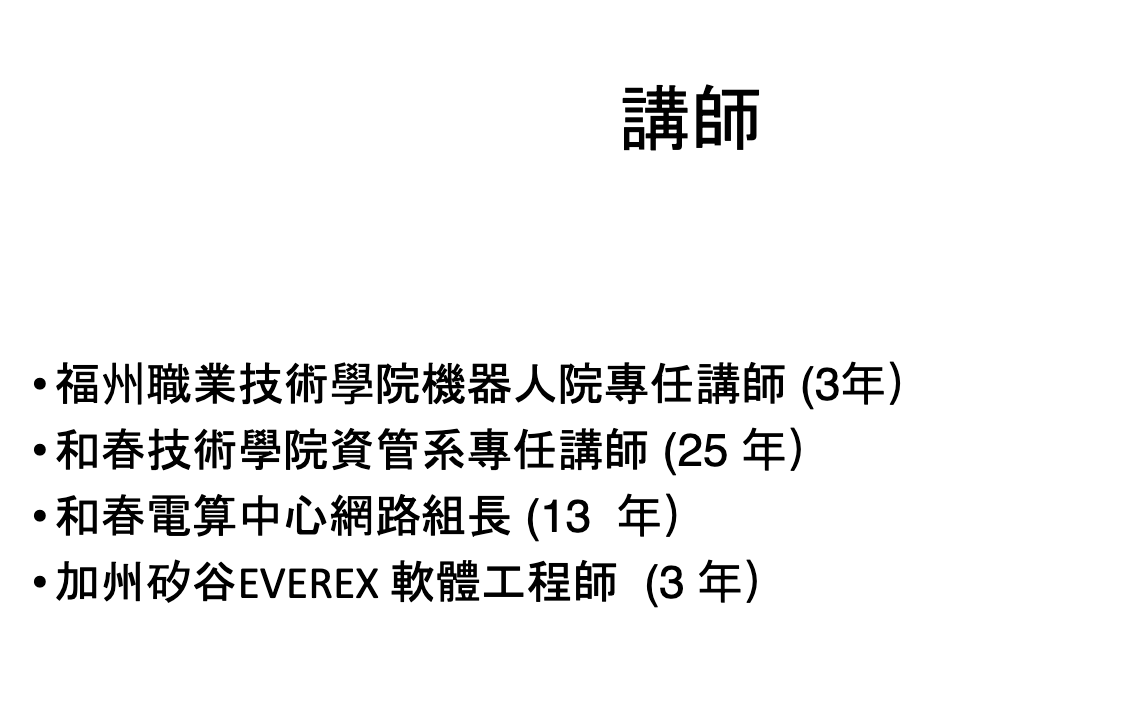 講師
•福州職業技術學院機器人院專任講師 (3年）
•和春技術學院資管系專任講師 (25 年）
•和春電算中心網路組長 (13  年）
•加州矽谷EVEREX 軟體工程師  (3 年）